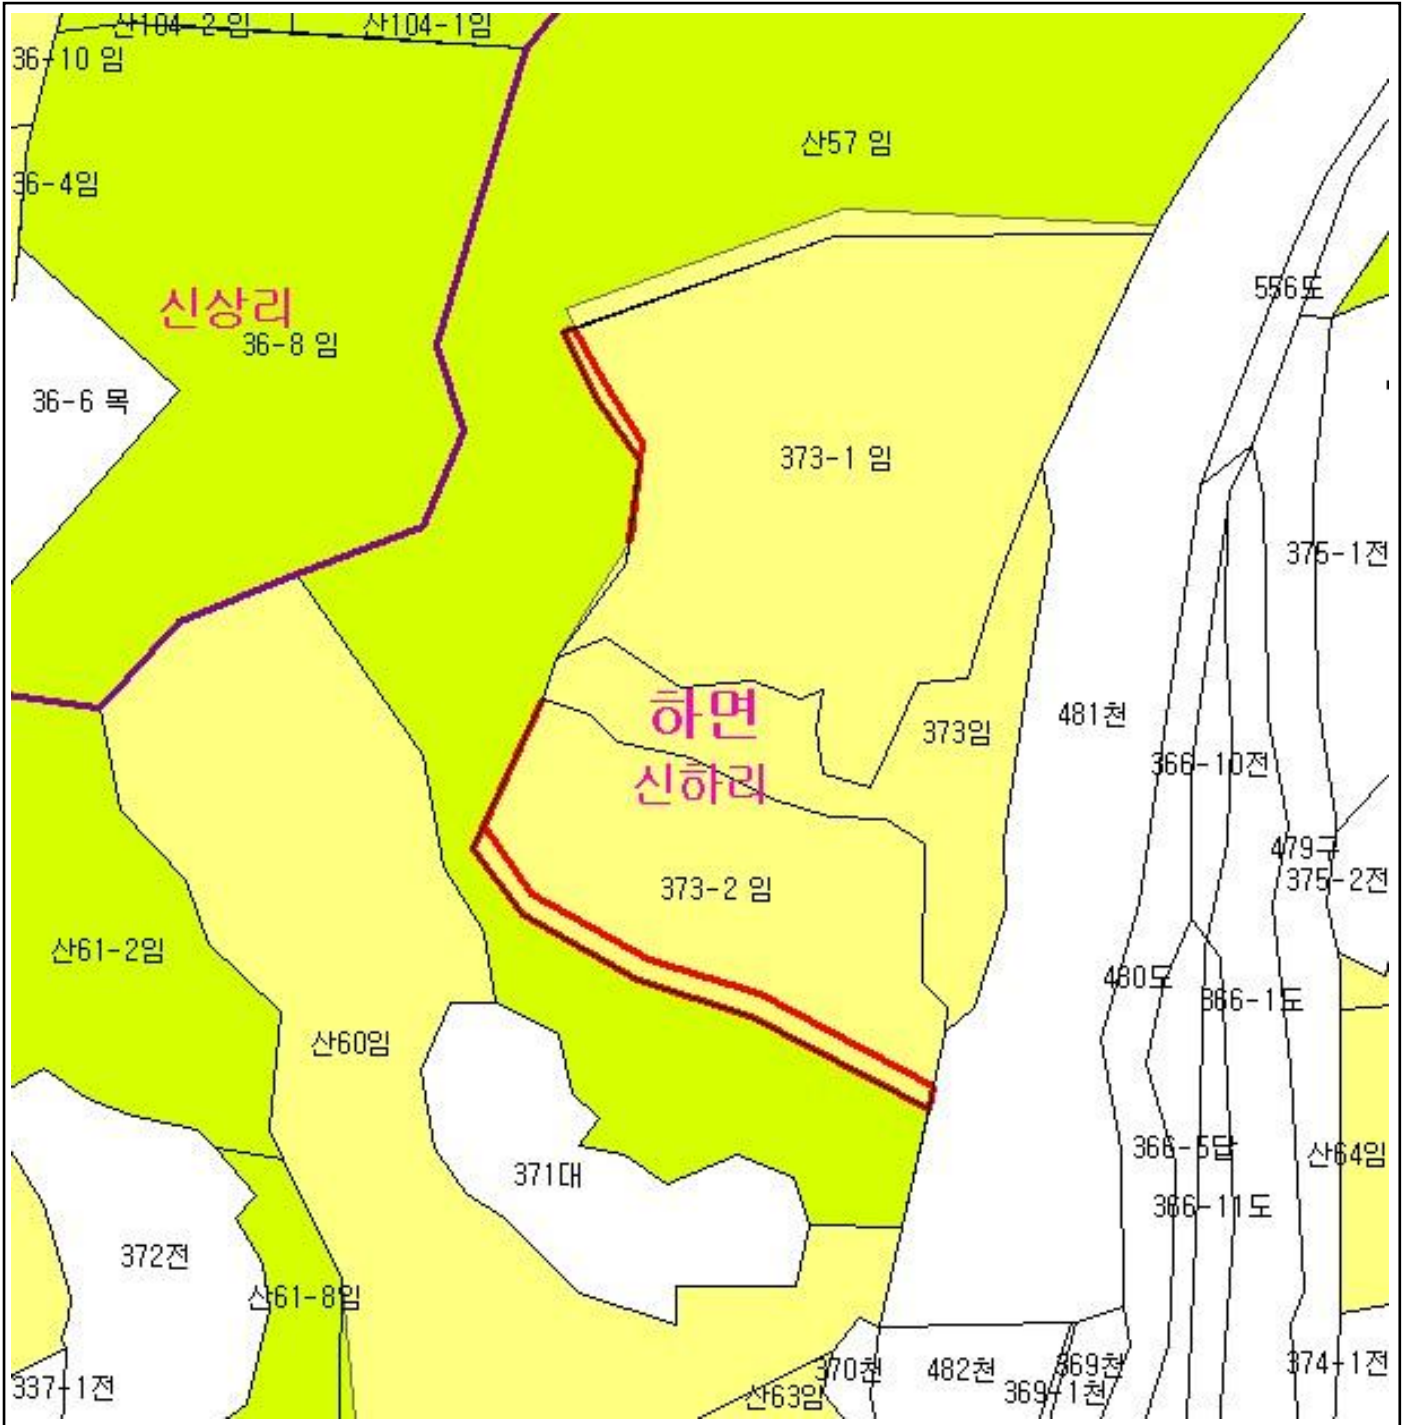 산104-2 임
산104-1임
36-10 임
산57 임
36-4임
556도
신상리
36-8 임
36-6 목
373-1 임
375-1전
하면
481천
373임
366-10전
신하리
479구
375-2전
373-2 임
산61-2임
480도
366-1도
산60임
366-5답
산64임
371대
366-11도
372전
산61-8임
370천
482천
369천
374-1전
337-1전
산63임
369-1천